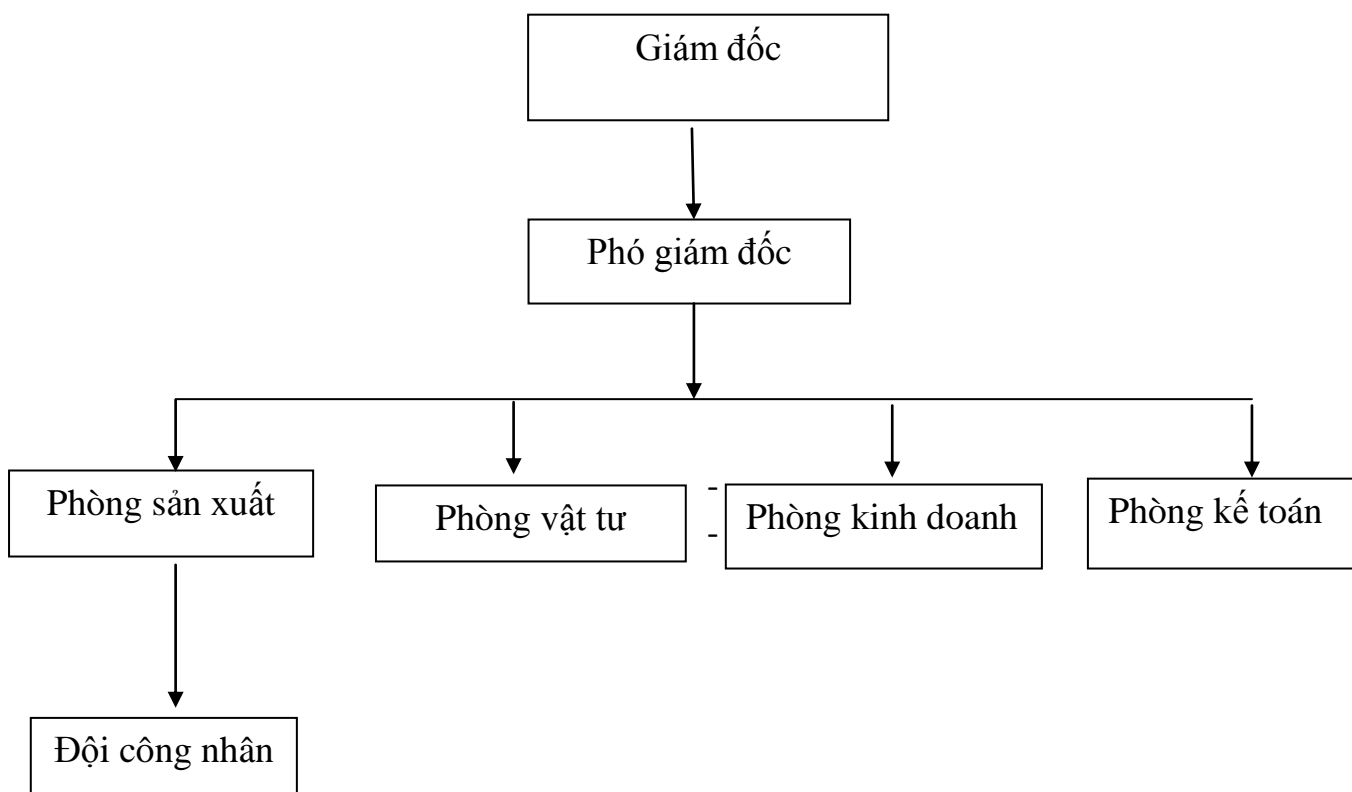 Giám đốc
Phó giám đốc
Phòng sản xuất
Phòng vật tư
-
-
Phòng kinh doanh
Phòng kế toán
Đội công nhân